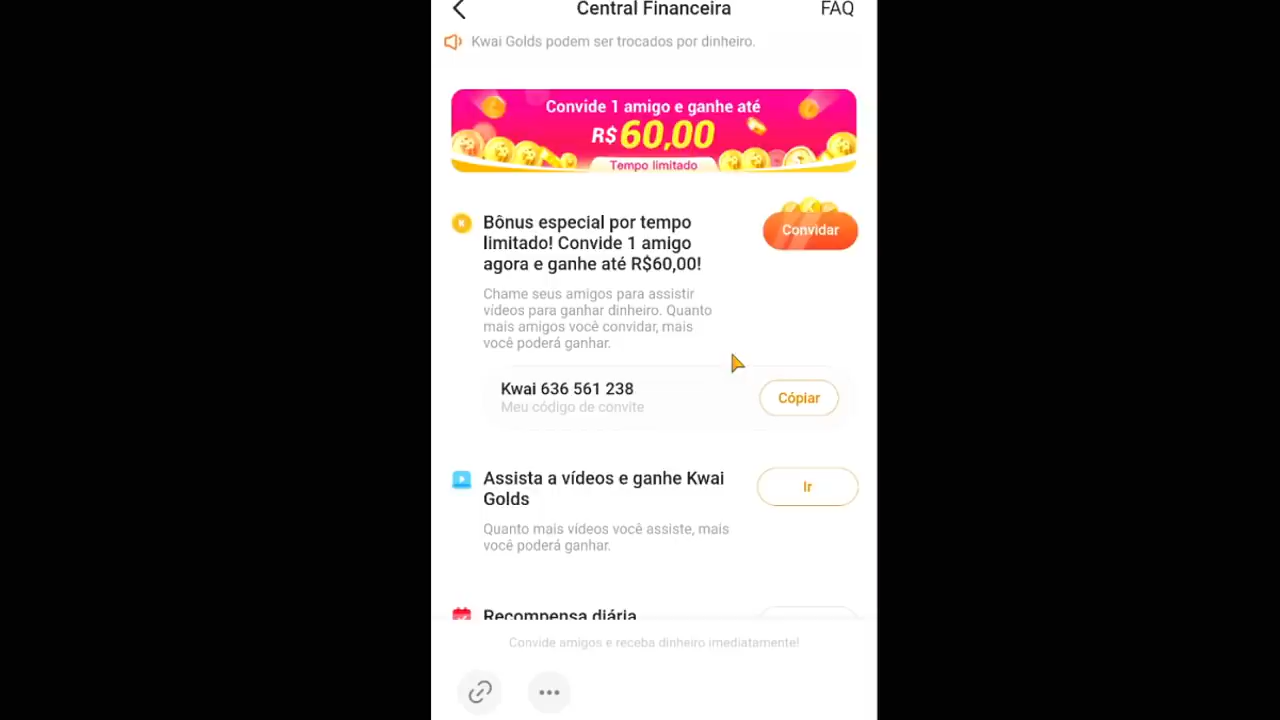 Central Financeira
FAQ
Kwai Golds podem ser trocados por dinheiro.
Convide 1 amigo e ganhe até
R$ 60,00
Tempo limitado
Bônus especial por tempo
limitado! Convide 1 amigo
agora e ganhe até R$60,00!
Convidar
Chame seus amigos para assistir
vídeos para ganhar dinheiro. Quanto
mais amigos você convidar, mais
você poderá ganhar.
Kwai 636 561 238
Meu código de convite
Cópiar
Assista a vídeos e ganhe Kwai
Golds
Ir
Quanto mais vídeos você assiste, mais
você poderá ganhar.
Recompensa diária
Convide amigos e receba dinheiro imediatamente!